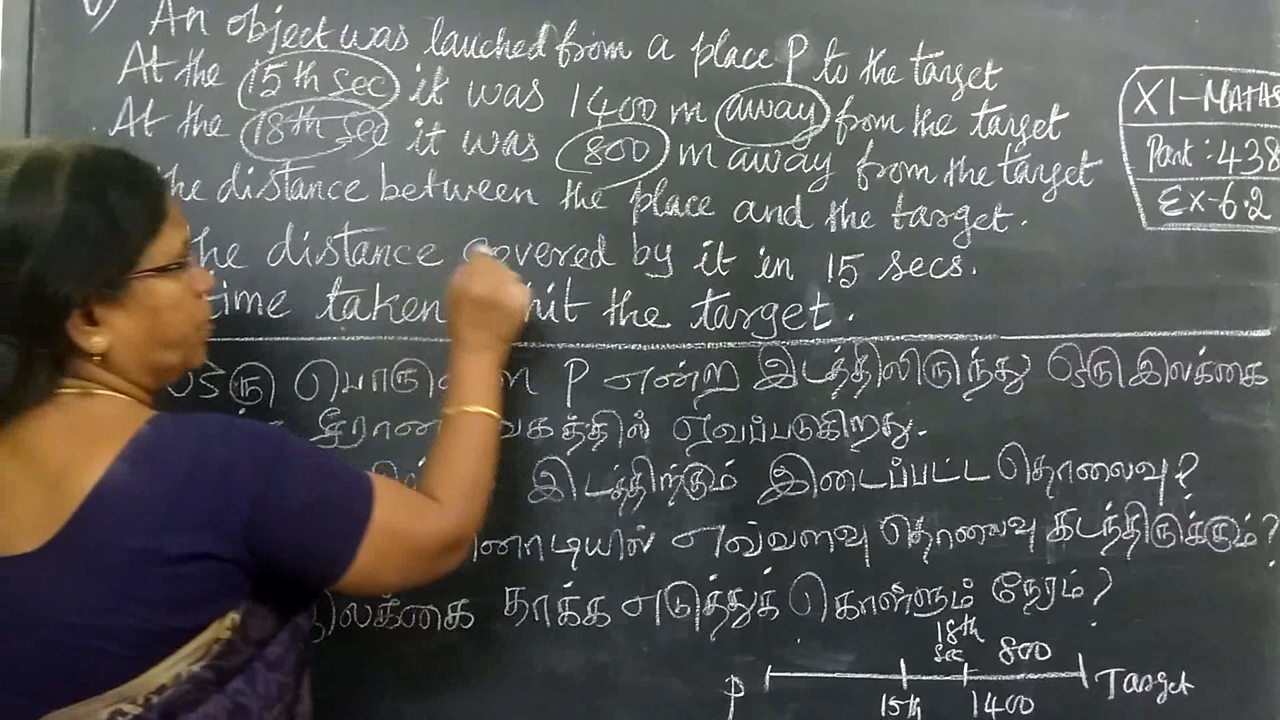 An object was lauched from a place P to the target
At the 15th sec it was 1400 m away from the target
At the 18th sec it was 800 m away from the target
the distance between the place and the target.
he distance covered by it in 15 secs.
time taken hit the target.
XI-MATHS
Part: 438
Ex-6.2
P என்ற இடத்திலிருந்து ஒரு இலக்கை
சீரான ஏவப்படுகிறது.
இடத்திற்கும் இடைப்பட்ட தொலைவு?
எவ்வளவு தொலைவு கடந்திருக்கும்?
இலக்கை தாக்க எடுத்துக் கொள்ளும் நேரம்?
18th
sec 800
P Target
15th 1400